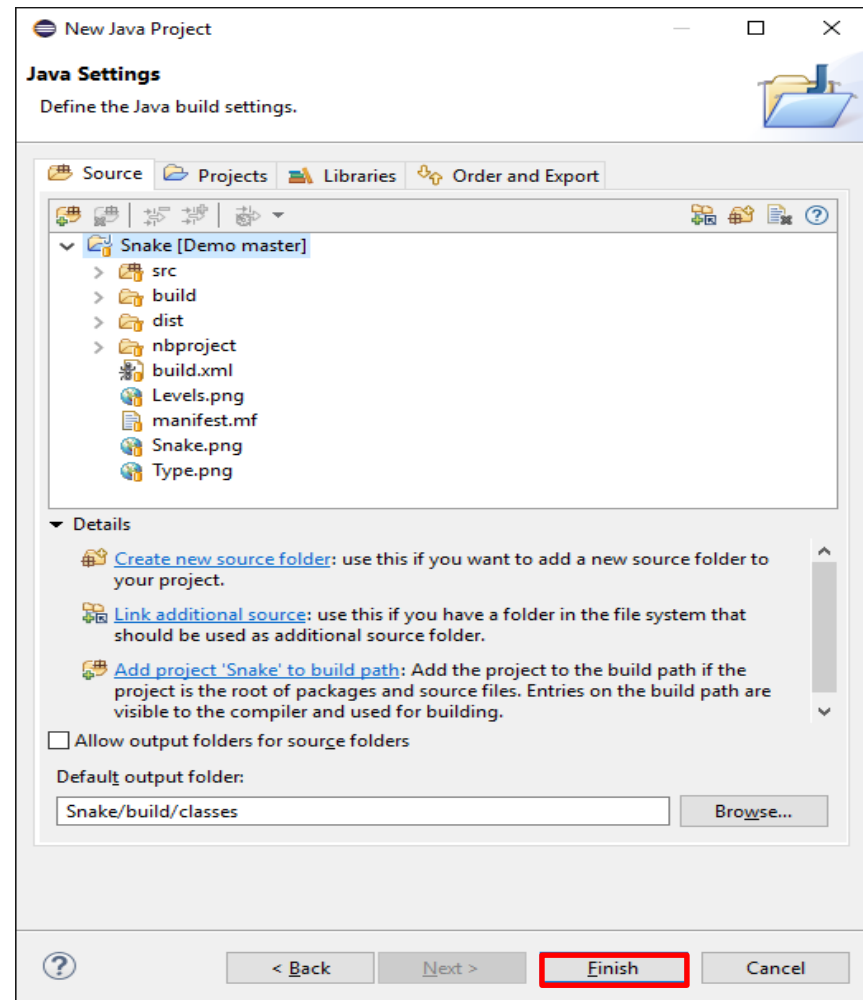 New Java Project
Java Settings
Define the Java build settings.
Source Projects Libraries Order and Export
Snake [Demo master]
src
build
dist
nbproject
build.xml
Levels.png
manifest.mf
Snake.png
Type.png
Details
Create new source folder: use this if you want to add a new source folder to
your project.
Link additional source: use this if you have a folder in the file system that
should be used as additional source folder.
Add project 'Snake' to build path: Add the project to the build path if the
project is the root of packages and source files. Entries on the build path are
visible to the compiler and used for building.
Allow output folders for source folders
Default output folder:
Snake/build/classes Browse...
? < Back Next > Finish Cancel